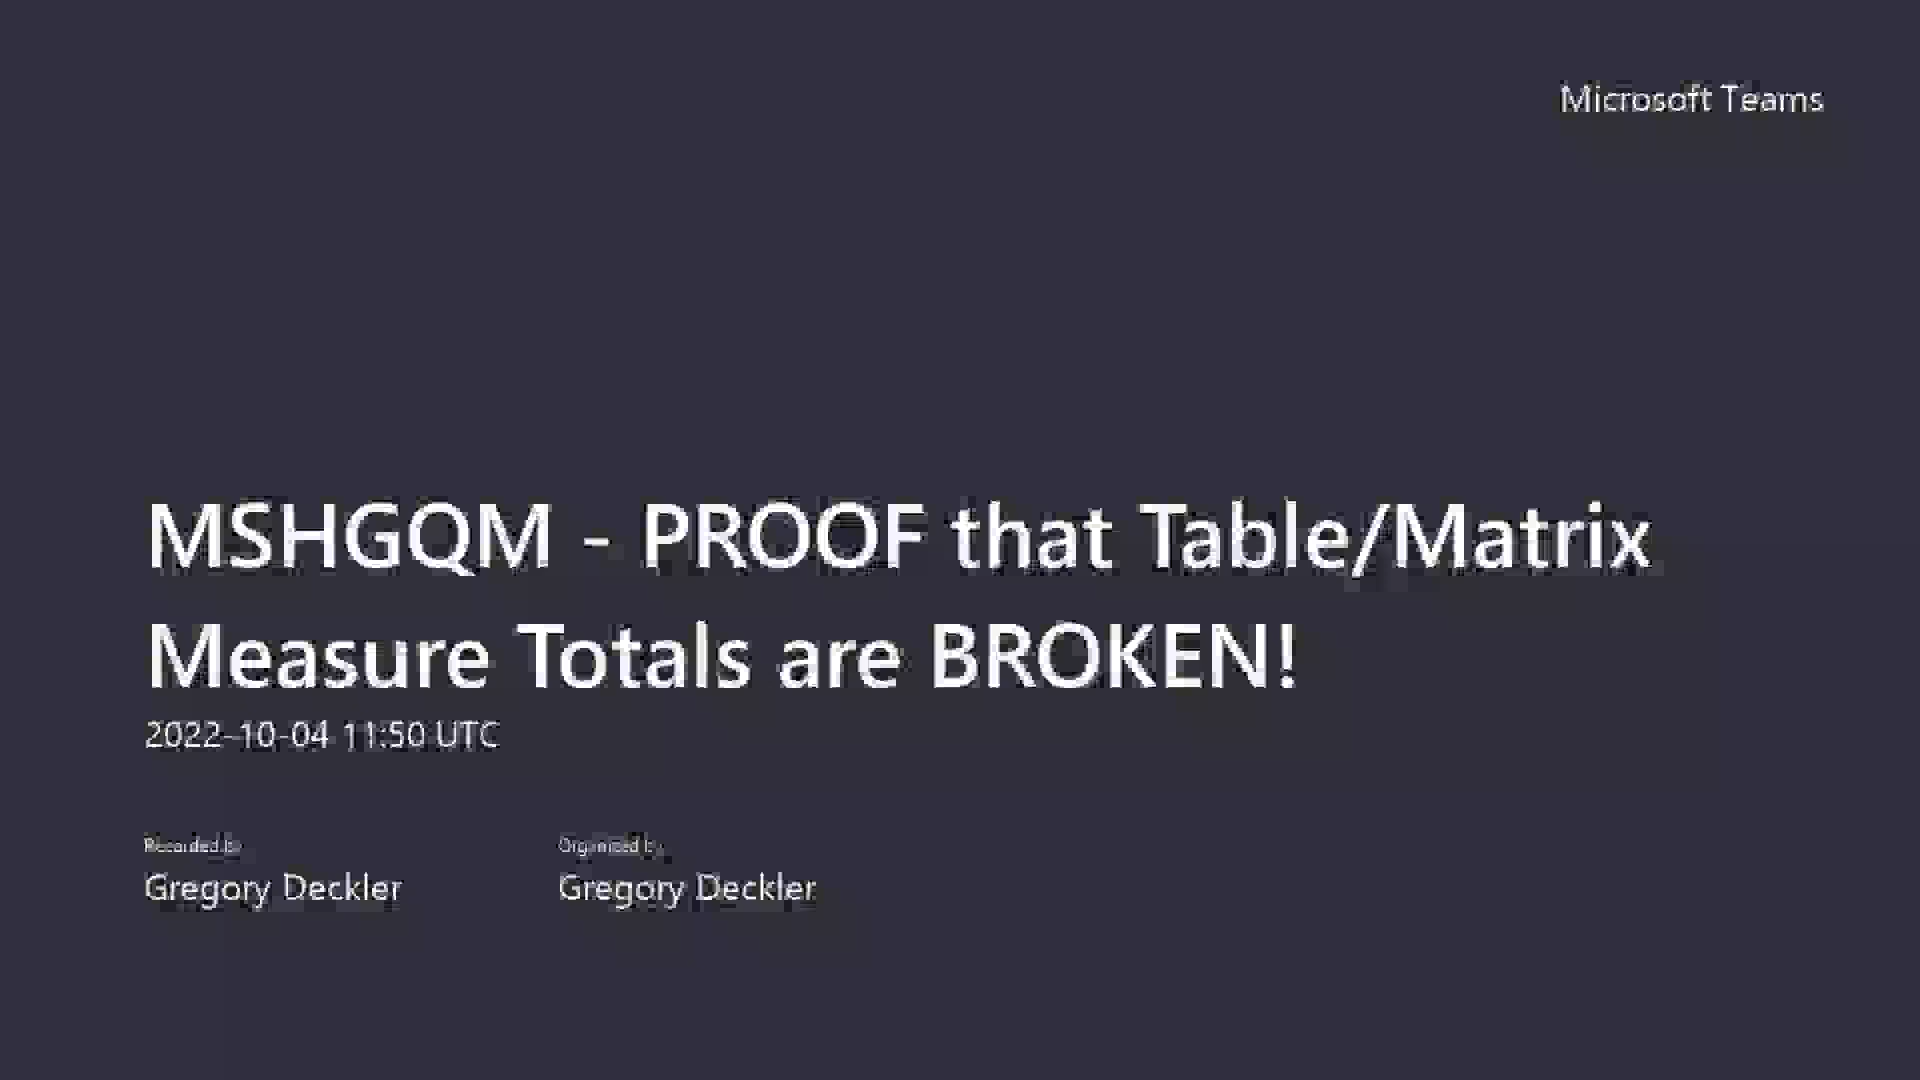 Microsoft Teams
MSHGQM - PROOF that Table/Matrix
Measure Totals are BROKEN!
2022-10-04 11:50 UTC
Recorded by
Organized by
Gregory Deckler
Gregory Deckler